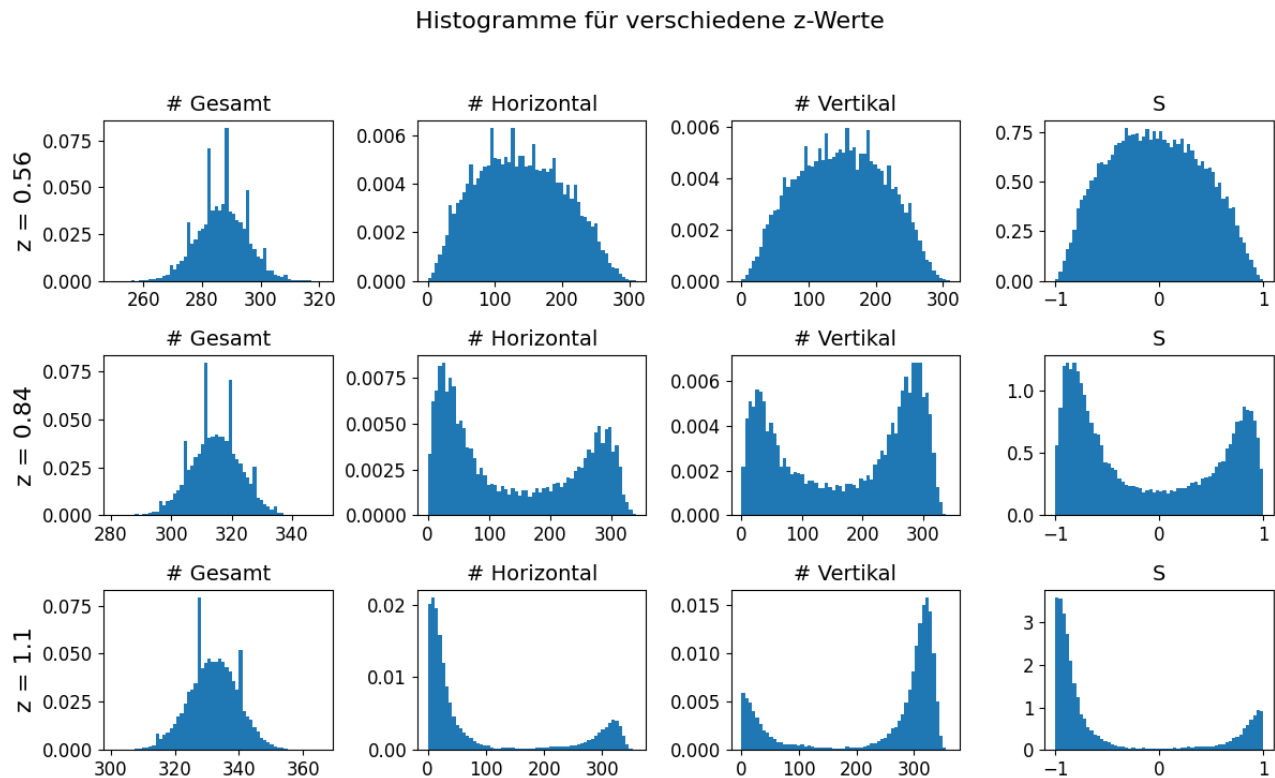 Histogramme für verschiedene z-Werte
# Gesamt # Horizontal # Vertikal S
z = 0.56
0.075
0.050
0.025
0.000
260 280 300 320
0.006
0.004
0.002
0.000
0 100 200 300
0.006
0.004
0.002
0.000
0 100 200 300
0.75
0.50
0.25
0.00
−1 0 1
# Gesamt # Horizontal # Vertikal S
z = 0.84
0.075
0.050
0.025
0.000
280 300 320 340
0.0075
0.0050
0.0025
0.0000
0 100 200 300
0.006
0.004
0.002
0.000
0 100 200 300
1.0
0.5
0.0
−1 0 1
# Gesamt # Horizontal # Vertikal S
z = 1.1
0.075
0.050
0.025
0.000
300 320 340 360
0.02
0.01
0.00
0 100 200 300
0.015
0.010
0.005
0.000
0 100 200 300
3
2
1
0
−1 0 1